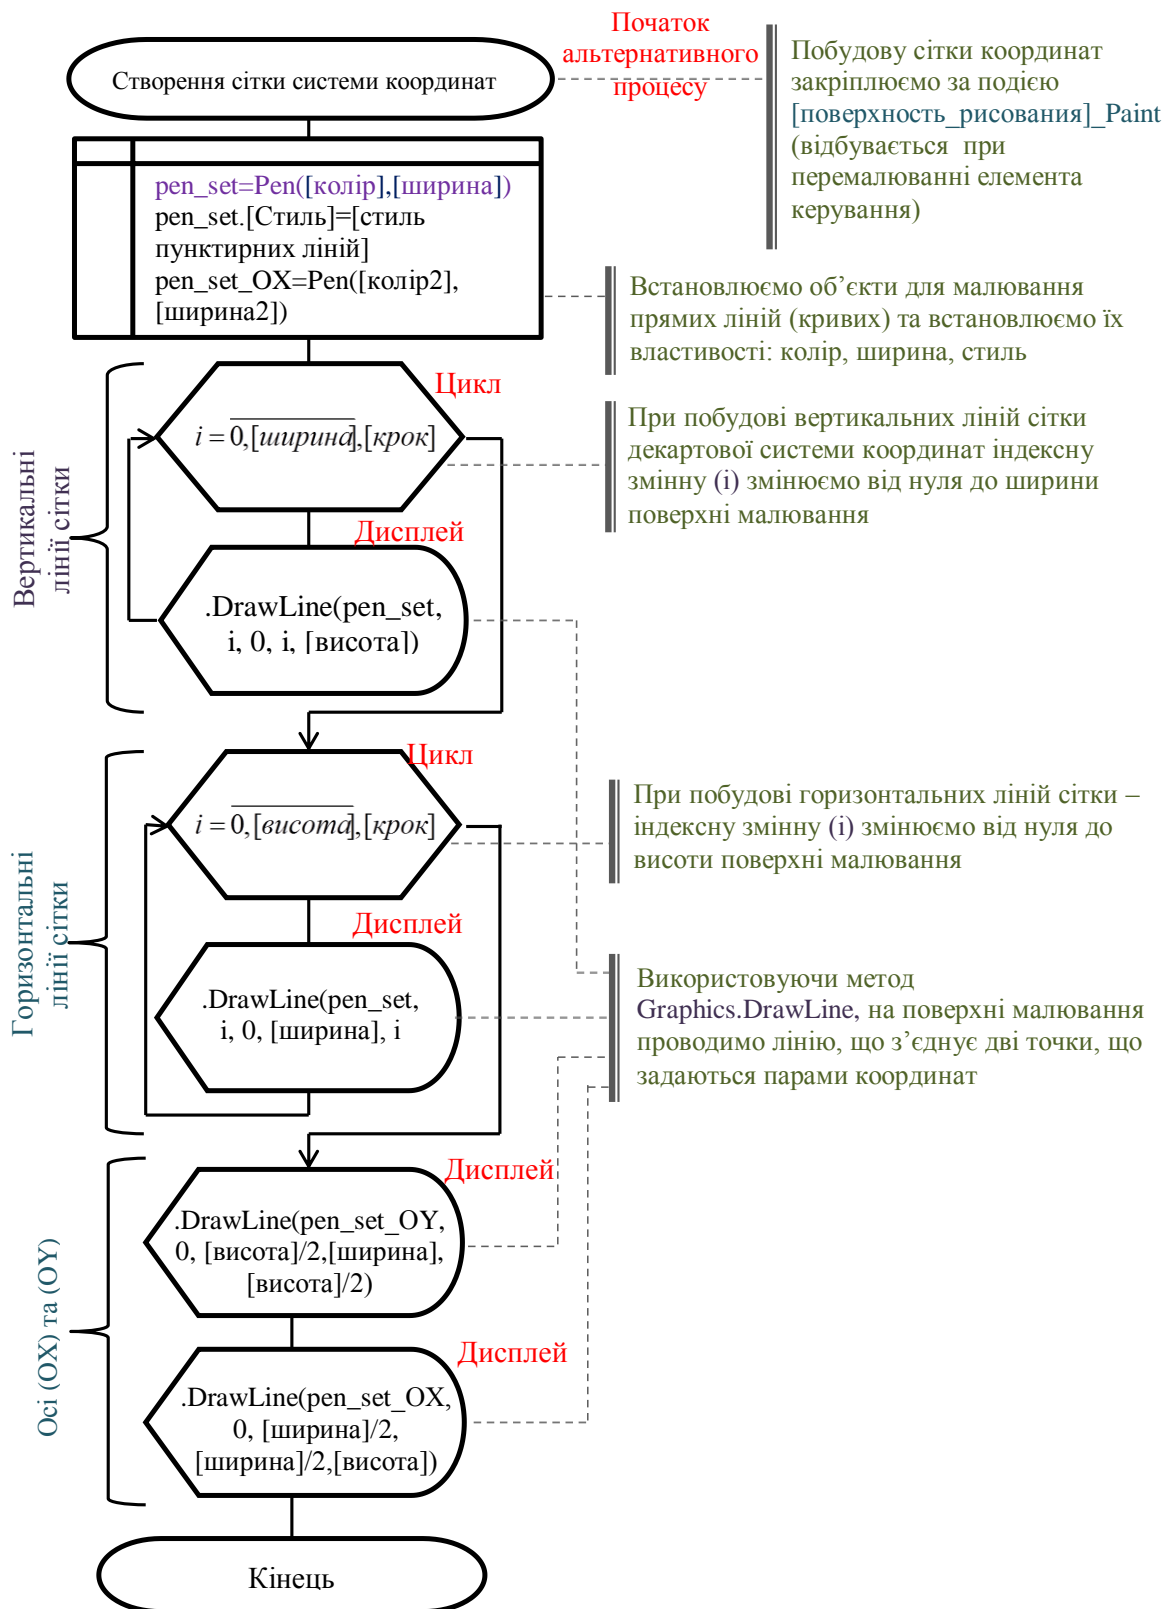 Початок
альтернативного
процесу
Створення сітки системи координат
Побудову сітки координат
закріплюємо за подією
[поверхность_рисования]_Paint
(відбувається при
перемалюванні елемента
керування)
pen_set=Pen([колір],[ширина])
pen_set.[Стиль]=[стиль
пунктирних ліній]
pen_set_OX=Pen([колір2],
[ширина2])
Встановлюємо об’єкти для малювання
прямих ліній (кривих) та встановлюємо їх
властивості: колір, ширина, стиль
Вертикальні
лінії сітки
Цикл
i = 0,[ширина],[крок]
При побудові вертикальних ліній сітки
декартової системи координат індексну
змінну (i) змінюємо від нуля до ширини
поверхні малювання
Дисплей
.DrawLine(pen_set,
i, 0, i, [висота])
Горизонтальні
лінії сітки
Цикл
i = 0,[висота],[крок]
При побудові горизонтальних ліній сітки –
індексну змінну (i) змінюємо від нуля до
висоти поверхні малювання
Дисплей
.DrawLine(pen_set,
i, 0, [ширина], i
Використовуючи метод
Graphics.DrawLine, на поверхні малювання
проводимо лінію, що з’єднує дві точки, що
задаються парами координат
Осі (OX) та (OY)
Дисплей
.DrawLine(pen_set_OY,
0, [висота]/2,[ширина],
[висота]/2)
Дисплей
.DrawLine(pen_set_OX,
0, [ширина]/2,
[ширина]/2,[висота])
Кінець